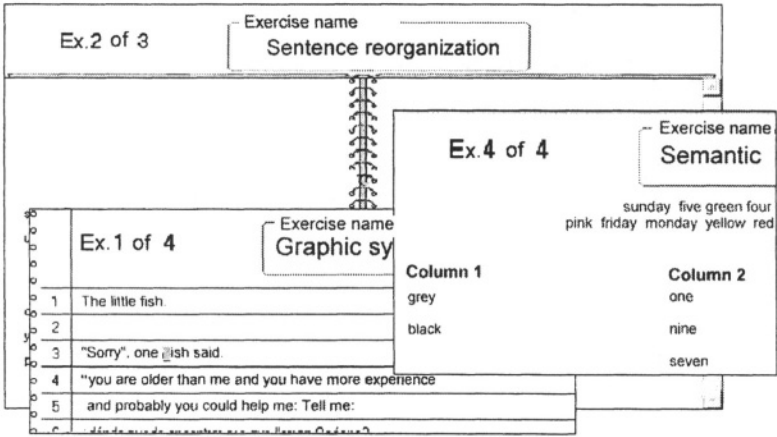 Exercise name
Ex.2 of 3
Sentence reorganization
Exercise name
Ex.4 of 4
Semantic
sunday five green four
pink friday monday yellow red
Column 1 Column 2
grey one
black nine
seven
Exercise name
Ex.1 of 4
Graphic sy
1 The little fish.
2
3 "Sorry", one fish said.
4 "you are older than me and you have more experience
5 and probably you could help me: Tell me: